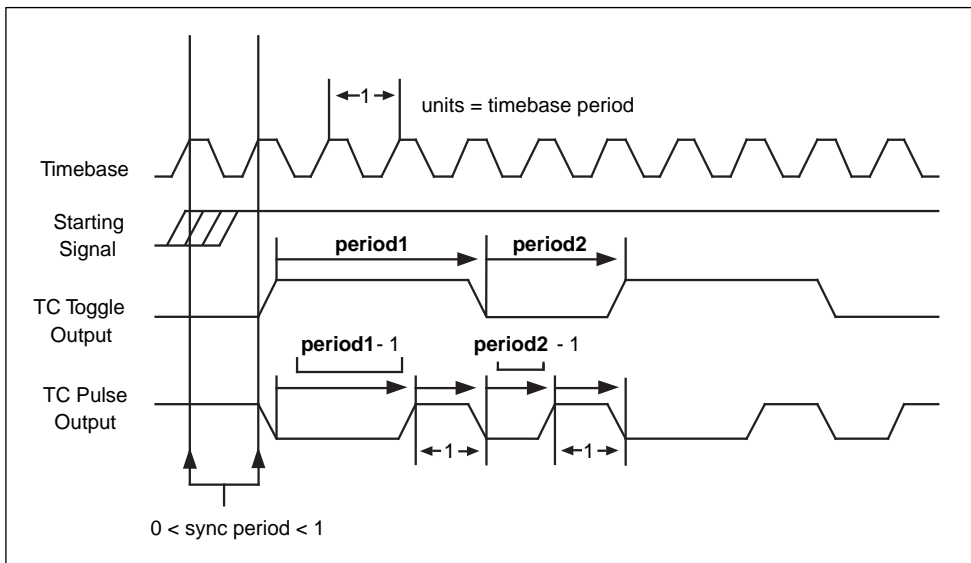 1
units = timebase period
Timebase
Starting
Signal
period1
period2
TC Toggle
Output
period1 - 1
period2 - 1
TC Pulse
Output
1
1
0 < sync period < 1